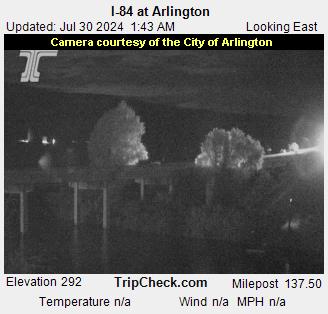 I-84 at Arlington
Updated: Jul 30 2024 1:43 AM Looking East
Camera courtesy of the City of Arlington
Elevation 292 TripCheck.com Milepost 137.50
Temperature n/a Wind n/a MPH n/a